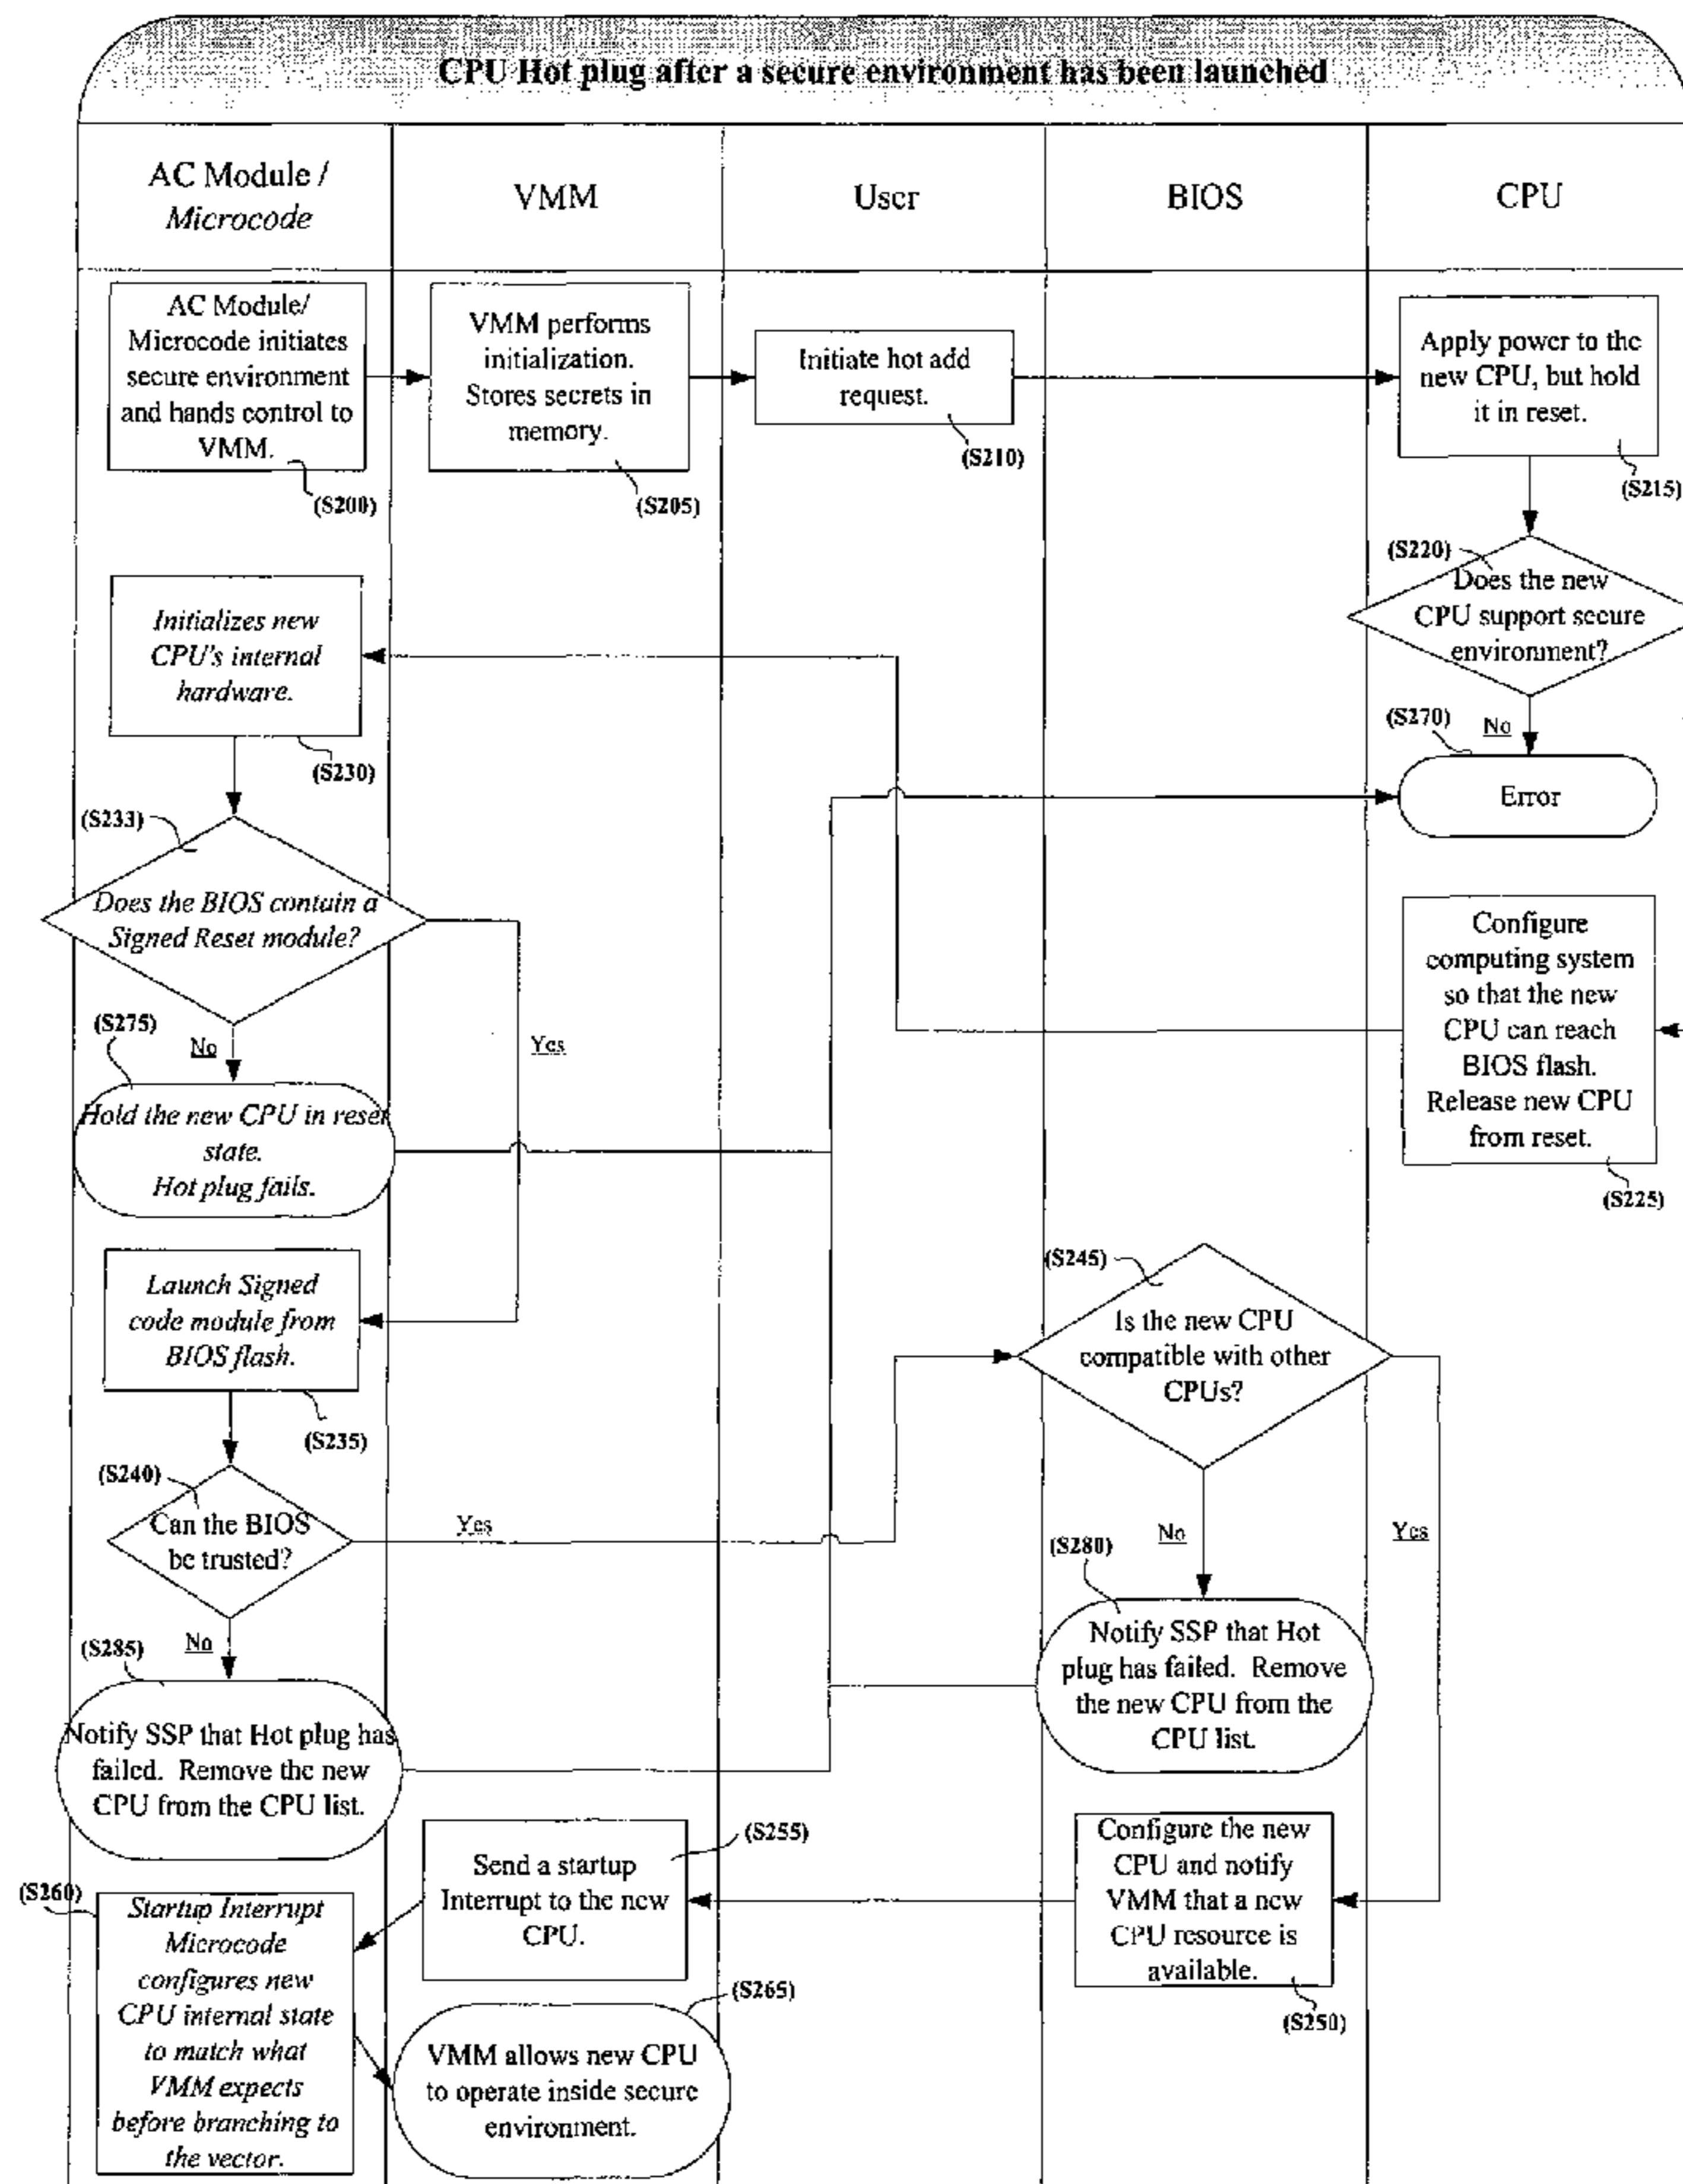 CPU Hot plug after a secure environment has been launched
AC Module /
Microcode
VMM
User
BIOS
CPU
AC Module/
Microcode initiates
secure environment
and hands control to
VMM.
(S200)
VMM performs
initialization.
Stores secrets in
memory.
(S205)
Initiate hot add
request.
(S210)
Apply power to the
new CPU, but hold
it in reset.
(S215)
(S220)
Does the new
CPU support secure
environment?
(S270)
No
Error
Configure
computing system
so that the new
CPU can reach
BIOS flash.
Release new CPU
from reset.
(S225)
Initializes new
CPU's internal
hardware.
(S230)
(S233)
Does the BIOS contain a
Signed Reset module?
(S275)
No
Yes
Hold the new CPU in reset
state.
Hot plug fails.
Launch Signed
code module from
BIOS flash.
(S235)
(S240)
Can the BIOS
be trusted?
Yes
(S285)
No
Notify SSP that Hot plug has
failed. Remove the new
CPU from the CPU list.
(S245)
Is the new CPU
compatible with other
CPUs?
(S280)
No
Yes
Notify SSP that Hot
plug has failed. Remove
the new CPU from the
CPU list.
Configure the new
CPU and notify
VMM that a new
CPU resource is
available.
(S250)
(S255)
Send a startup
Interrupt to the new
CPU.
(S260)
Startup Interrupt
Microcode
configures new
CPU internal state
to match what
VMM expects
before branching to
the vector.
(S265)
VMM allows new CPU
to operate inside secure
environment.